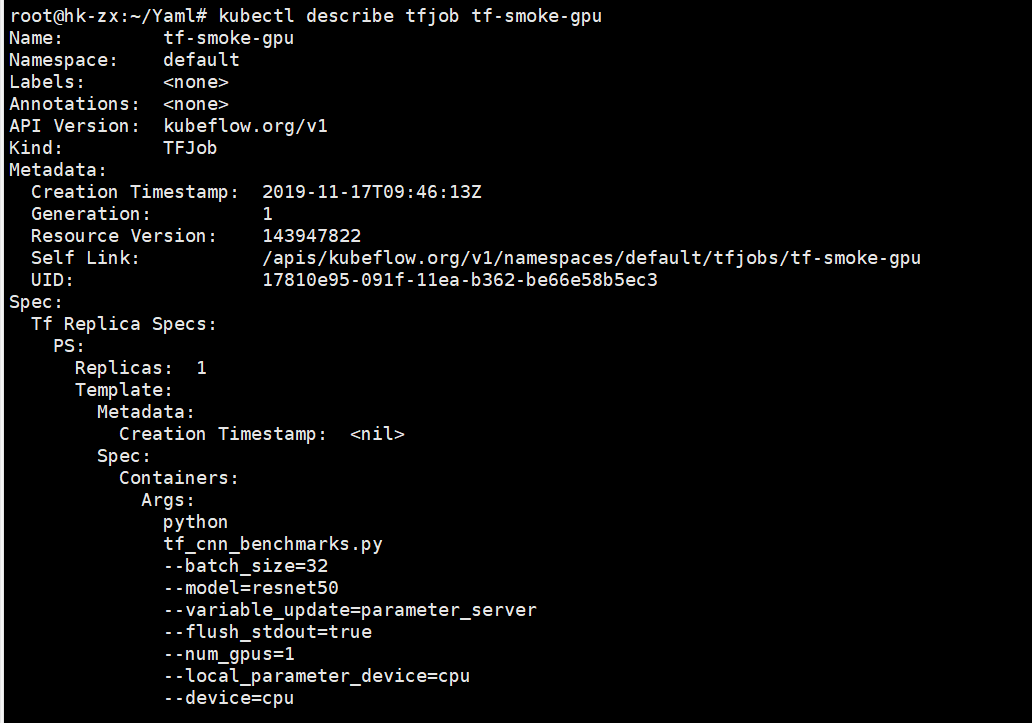 root@hk-zx:~/Yaml# kubectl describe tfjob tf-smoke-gpu
Name:         tf-smoke-gpu
Namespace:    default
Labels:       <none>
Annotations:  <none>
API Version:  kubeflow.org/v1
Kind:         TFJob
Metadata:
  Creation Timestamp:  2019-11-17T09:46:13Z
  Generation:          1
  Resource Version:    143947822
  Self Link:           /apis/kubeflow.org/v1/namespaces/default/tfjobs/tf-smoke-gpu
  UID:                 17810e95-091f-11ea-b362-be66e58b5ec3
Spec:
  Tf Replica Specs:
    PS:
      Replicas:  1
      Template:
        Metadata:
          Creation Timestamp:  <nil>
        Spec:
          Containers:
            Args:
              python
              tf_cnn_benchmarks.py
              --batch_size=32
              --model=resnet50
              --variable_update=parameter_server
              --flush_stdout=true
              --num_gpus=1
              --local_parameter_device=cpu
              --device=cpu